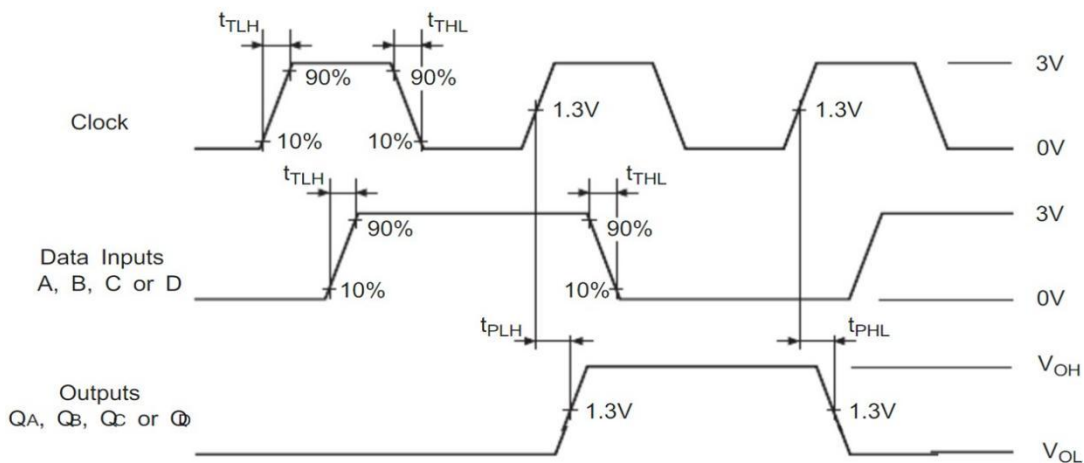 tTLH tTHL
90% 90% 3V
1.3V 1.3V
Clock
10% 10% 0V
tTLH tTHL
3V
90% 90%
Data Inputs
A, B, C or D
10% 10% 0V
tPLH tPHL
VOH
Outputs
QA, QB, QC or QD
1.3V 1.3V
VOL